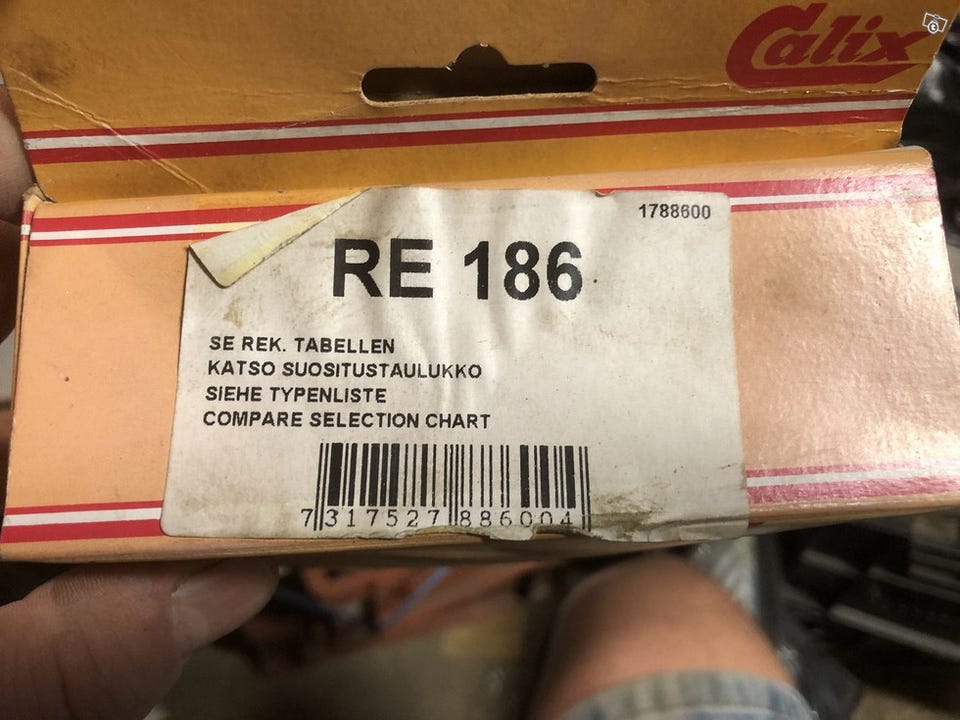 Calix
1788600
RE 186
SE REK. TABELLEN
KATSO SUOSITUSTAULUKKO
SIEHE TYPENLISTE
COMPARE SELECTION CHART
7 317527 886004